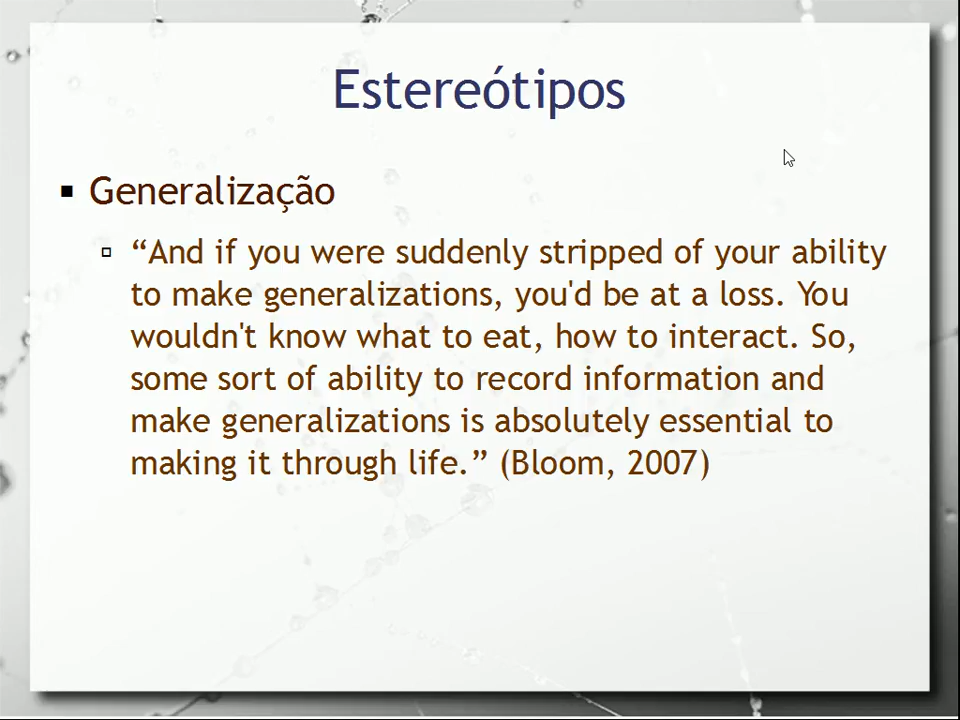 Estereótipos
Generalização
“And if you were suddenly stripped of your ability
to make generalizations, you'd be at a loss. You
wouldn't know what to eat, how to interact. So,
some sort of ability to record information and
make generalizations is absolutely essential to
making it through life.” (Bloom, 2007)